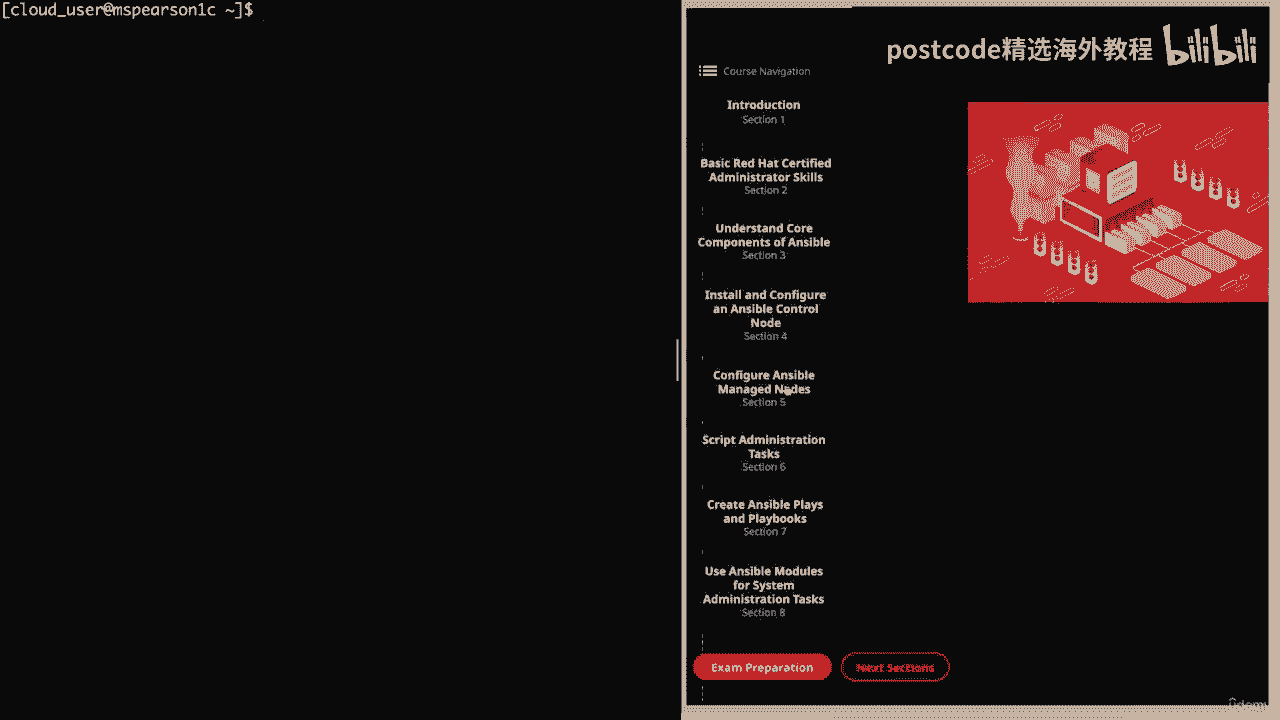 [cloud_user@mspearson1c ~]$
postcode精选海外教程 bilibili
Course Navigation
Introduction
Section 1
Basic Red Hat Certified
Administrator Skills
Section 2
Understand Core
Components of Ansible
Section 3
Install and Configure
an Ansible Control
Node
Section 4
Configure Ansible
Managed Nodes
Section 5
Script Administration
Tasks
Section 6
Create Ansible Plays
and Playbooks
Section 7
Use Ansible Modules
for System
Administration Tasks
Section 8
Exam Preparation
Next Sections
ûdemy